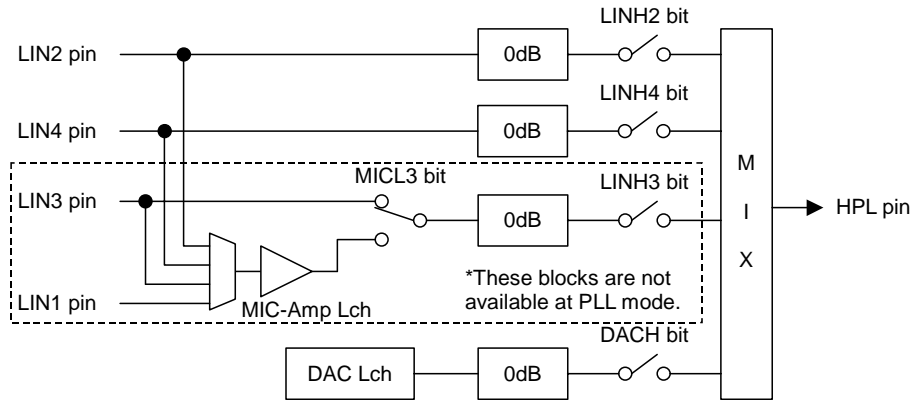 LINH2 bit
LIN2 pin
0dB
LINH4 bit
LIN4 pin
0dB
MICL3 bit
LINH3 bit
LIN3 pin
0dB
M
I
X
HPL pin
*These blocks are not
available at PLL mode.
LIN1 pin
MIC-Amp Lch
DACH bit
DAC Lch
0dB